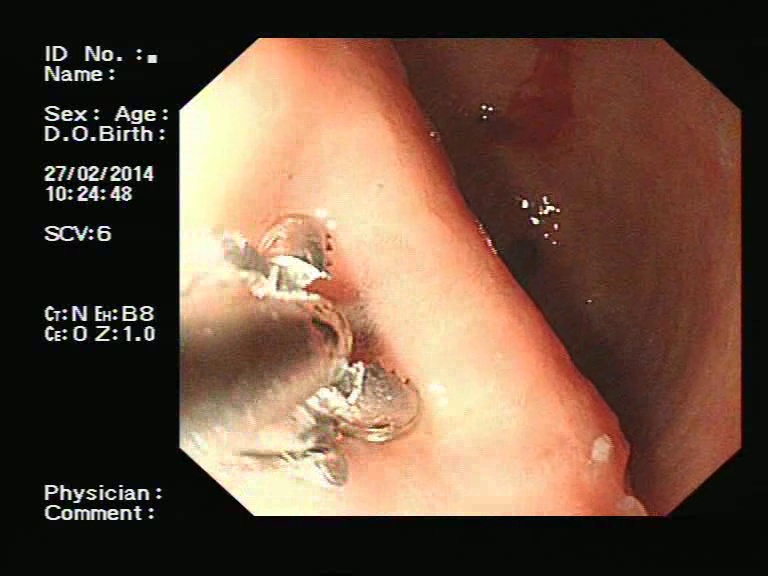 ID No. :
Name:
Sex: Age:
D.O.Birth:
27/02/2014
10:24:48
SCV:6
CT:N EH:B8
CE:0 Z:1.0
Physician:
Comment: